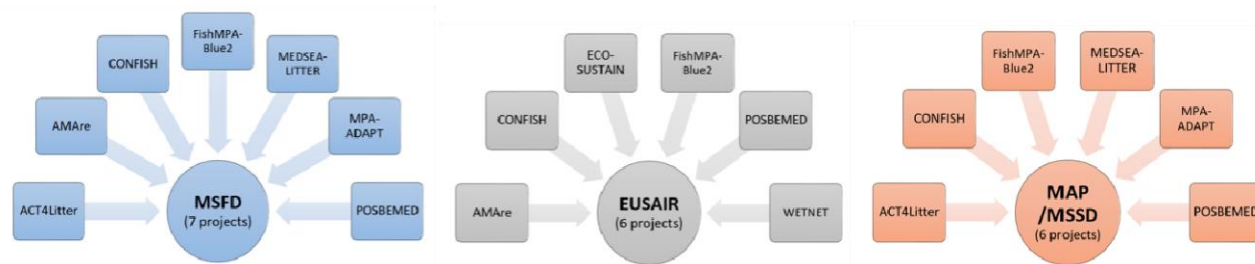 FishMPA-
Blue2
CONFISH
MEDSEA-
LITTER
AMAre
MPA-
ADAPT
ACT4Litter
MSFD
(7 projects)
POSBEMED
ECO-
SUSTAIN
FishMPA-
Blue2
CONFISH
POSBEMED
AMAre
EUSAIR
(6 projects)
WETNET
FishMPA-
Blue2
MEDSEA-
LITTER
CONFISH
MPA-
ADAPT
ACT4Litter
MAP
/MSSD
(6 projects)
POSBEMED